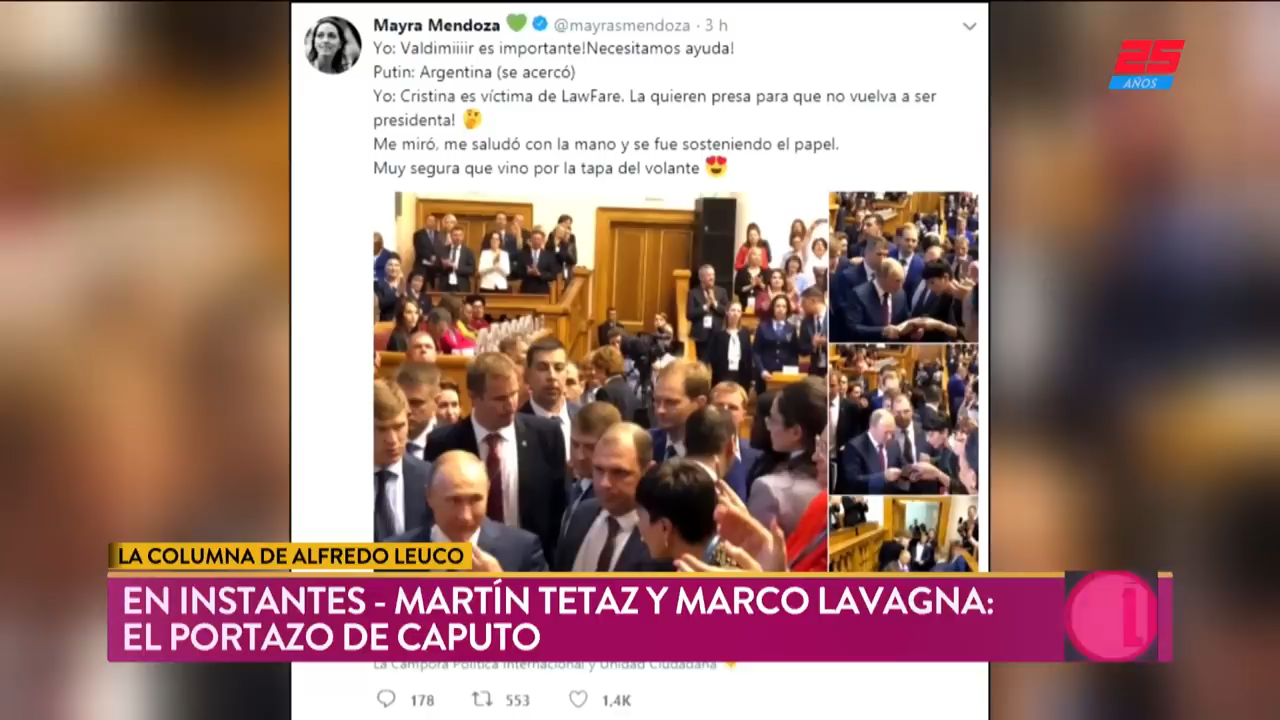 Mayra Mendoza @mayrasmendoza · 3 h
Yo: Valdimiiiir es importante!Necesitamos ayuda!
Putin: Argentina (se acercó)
Yo: Cristina es víctima de LawFare. La quieren presa para que no vuelva a ser
presidenta!
Me miró, me saludó con la mano y se fue sosteniendo el papel.
Muy segura que vino por la tapa del volante
25
AÑOS
LA COLUMNA DE ALFREDO LEUCO
EN INSTANTES - MARTÍN TETAZ Y MARCO LAVAGNA:
EL PORTAZO DE CAPUTO
La Cámpora Política Internacional y Unidad Ciudadana
178 553 1,4K